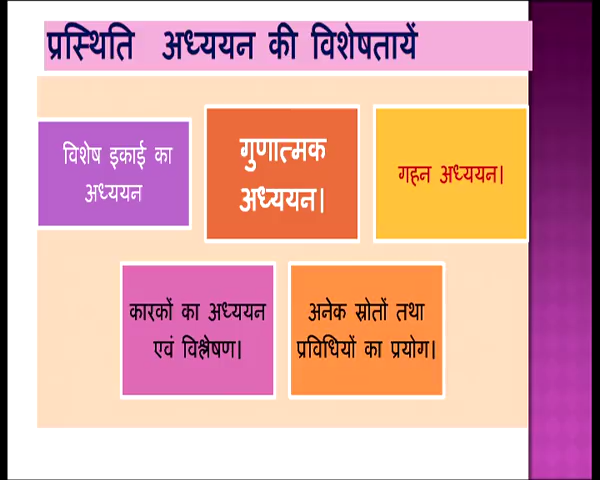 प्रस्थिति अध्ययन की विशेषतायें
विशेष इकाई का
अध्ययन
गुणात्मक
अध्ययन।
गहन अध्ययन।
कारकों का अध्ययन
एवं विश्लेषण।
अनेक स्रोतों तथा
प्रविधियों का प्रयोग।